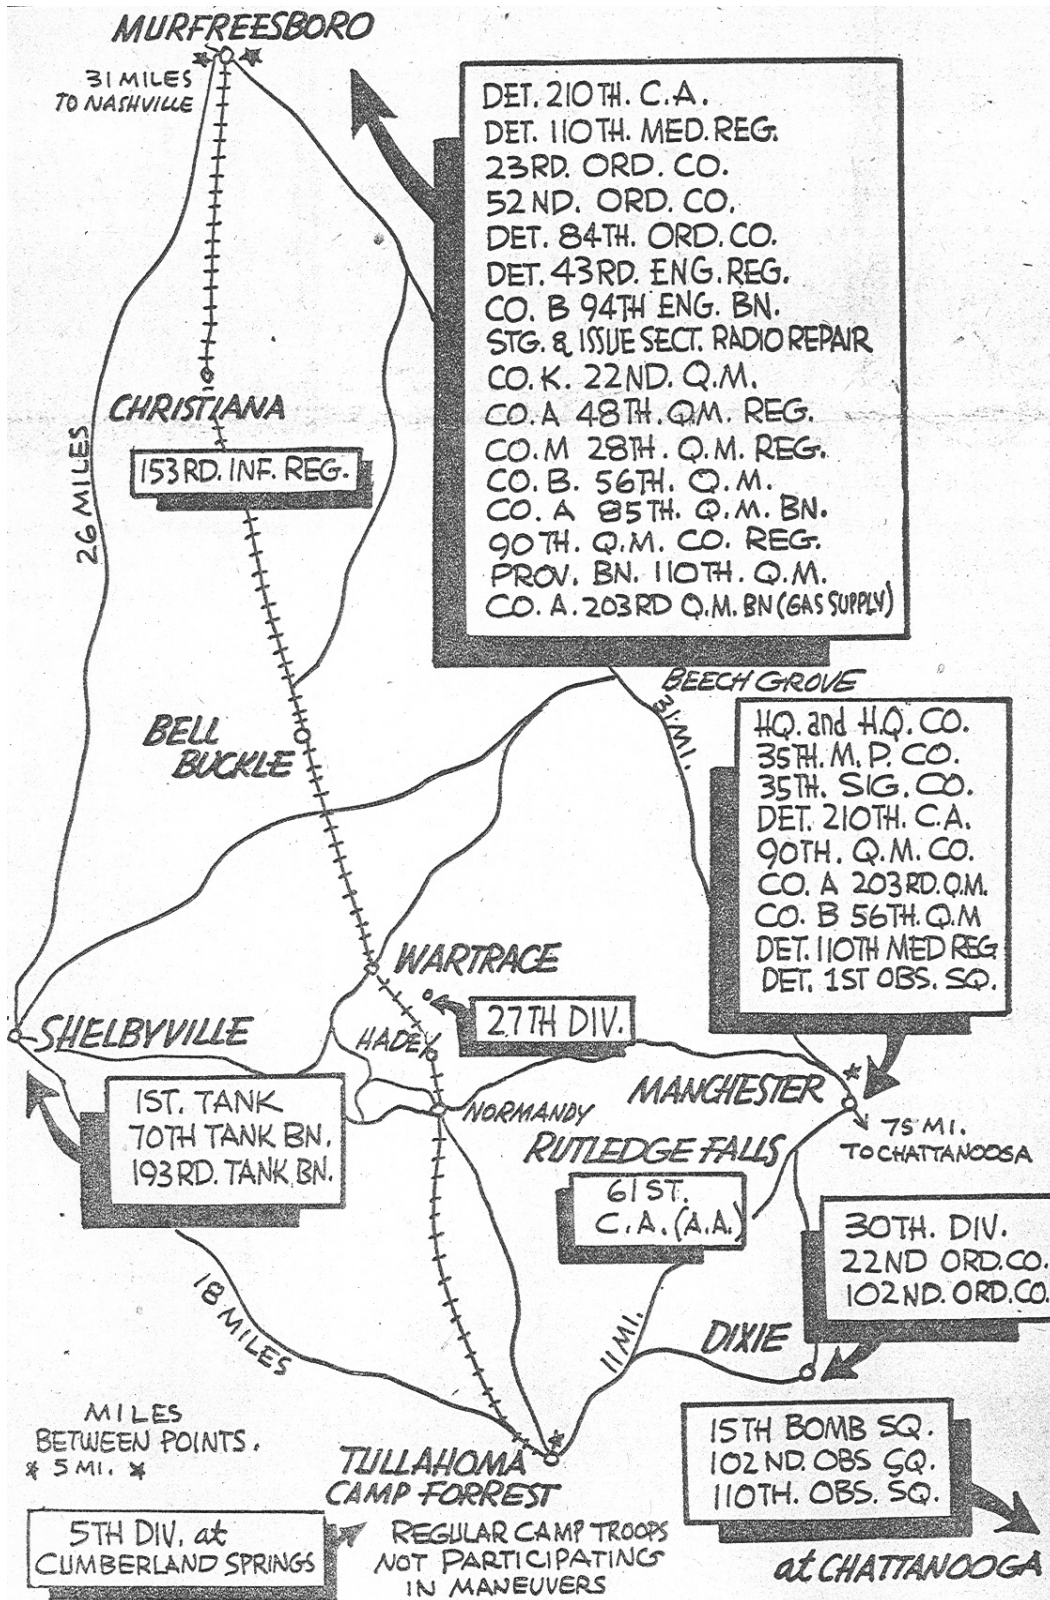 MURFREESBORO
31 MILES
TO NASHVILLE
DET. 210TH. C.A.
DET. 110TH. MED. REG.
23RD. ORD. CO.
52ND. ORD. CO.
DET. 84TH. ORD. CO.
DET. 43RD. ENG. REG.
CO. B 94TH ENG. BN.
STG. & ISSUE SECT. RADIO REPAIR
CO. K. 22ND. Q.M.
CO. A 48TH. Q.M. REG.
CO. M 28TH. Q.M. REG.
CO. B. 56TH. Q.M.
CO. A 85TH. Q.M. BN.
90TH. Q.M. CO. REG.
PROV. BN. 110TH. Q.M.
CO. A. 203RD Q.M. BN (GAS SUPPLY)
CHRISTIANA
153RD. INF. REG.
26 MILES
BEECH GROVE
31 MI.
BELL
BUCKLE
HQ. and H.Q. CO.
35TH. M.P. CO.
35TH. SIG. CO.
DET. 210TH. C.A.
90TH. Q.M. CO.
CO. A 203RD. Q.M.
CO. B 56TH. Q.M
DET. 110TH MED REG
DET. 1ST OBS. SQ.
WARTRACE
27TH DIV.
SHELBYVILLE
HADEY
1ST. TANK
70TH TANK BN.
193RD. TANK BN.
NORMANDY
MANCHESTER
75 MI.
TO CHATTANOOSA
RUTLEDGE FALLS
61ST.
C.A. (A.A.)
30TH. DIV.
22ND ORD. CO.
102ND. ORD. CO.
18 MILES
11 MI.
DIXIE
MILES
BETWEEN POINTS.
* 5 MI. *
TULLAHOMA
CAMP FORREST
15TH BOMB SQ.
102ND. OBS SQ.
110TH. OBS. SQ.
at CHATTANOOGA
5TH DIV. at
CUMBERLAND SPRINGS
REGULAR CAMP TROOPS
NOT PARTICIPATING
IN MANEUVERS